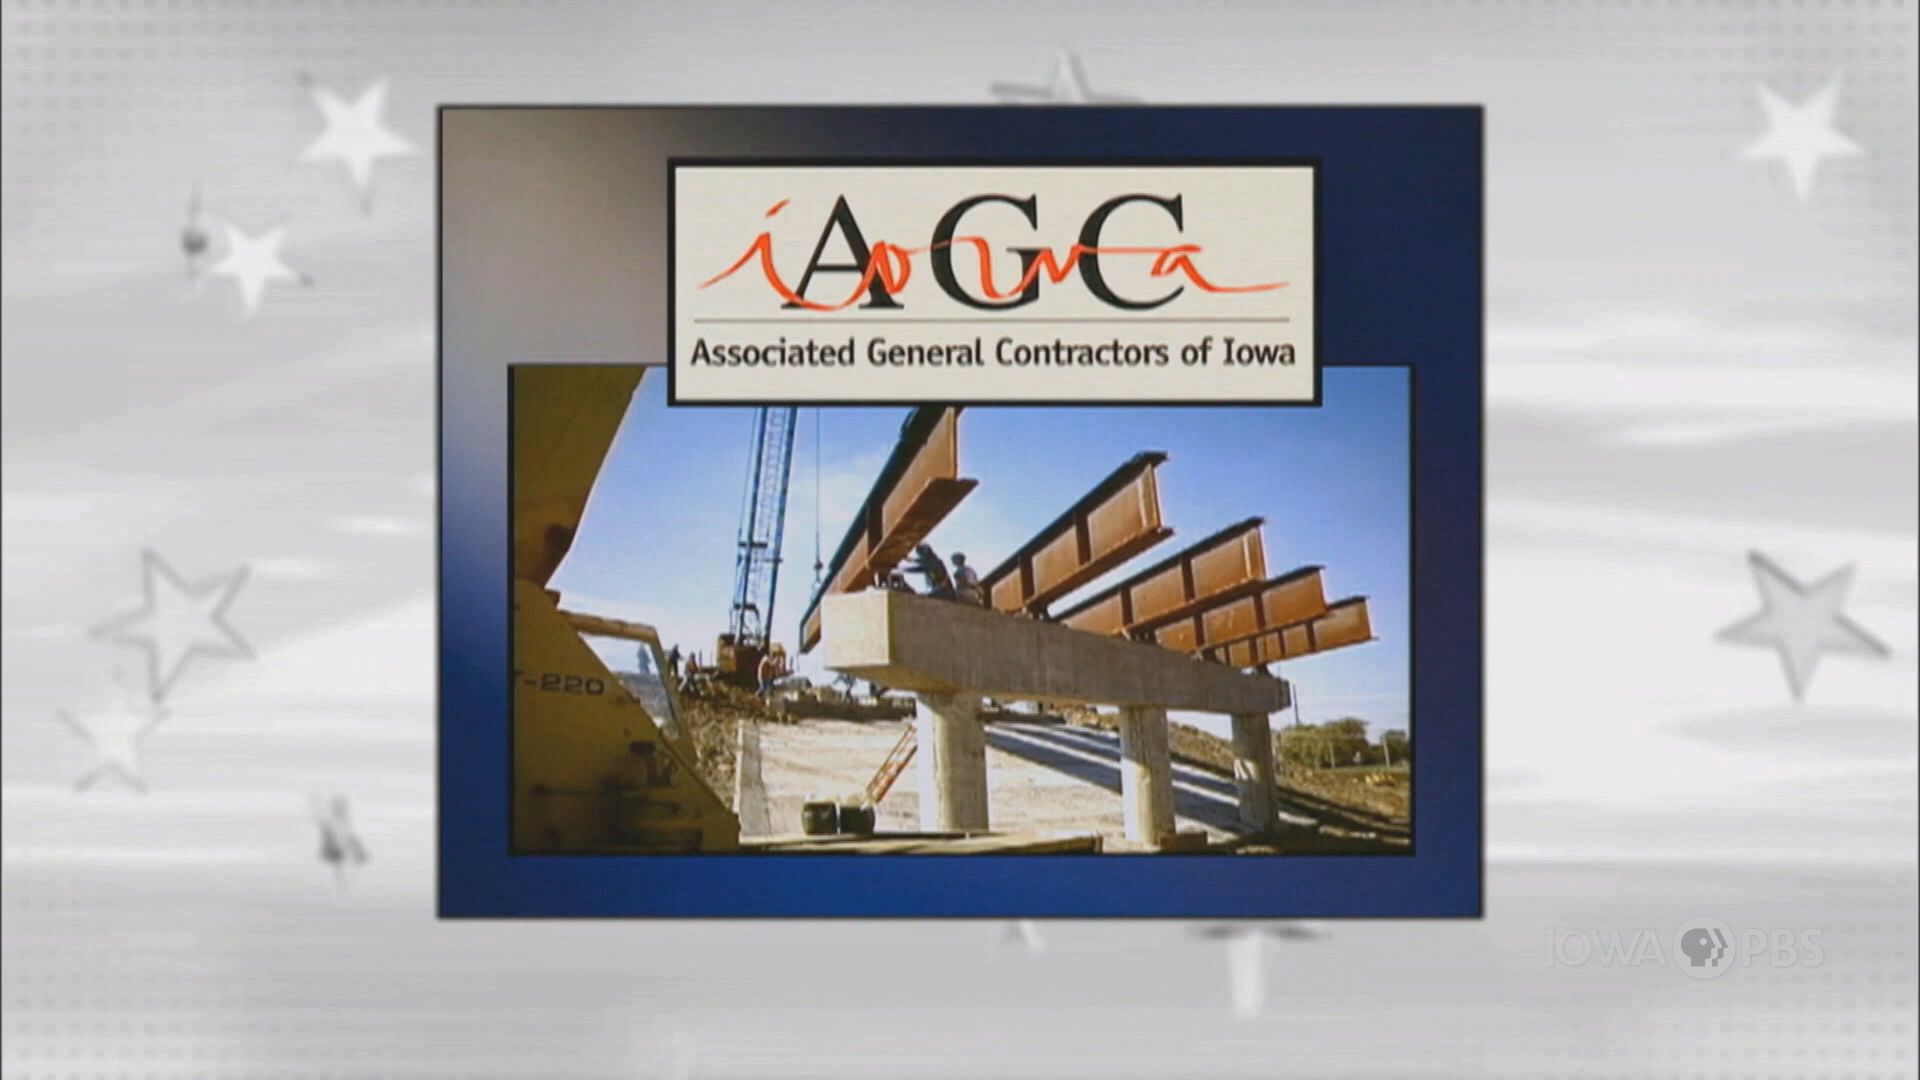 AGC
iowa
Associated General Contractors of Iowa
T-220
IOWA PBS